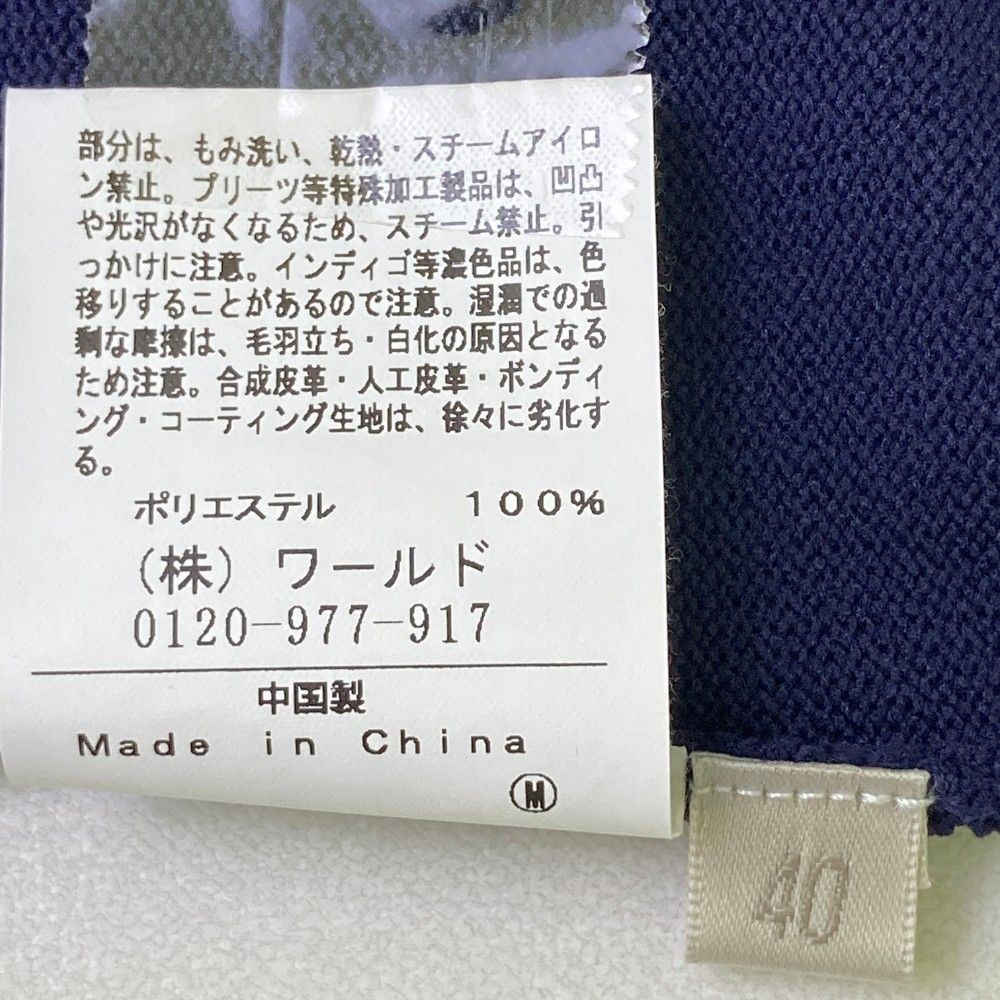 部分は、もみ洗い、乾熱・スチームアイロ
ン禁止。プリーツ等特殊加工製品は、凹凸
や光沢がなくなるため、スチーム禁止。引
っかけに注意。インディゴ等濃色品は、色
移りすることがあるので注意。湿潤での過
剰な摩擦は、毛羽立ち・白化の原因となる
ため注意。合成皮革・人工皮革・ボンディ
ング・コーティング生地は、徐々に劣化す
る。
ポリエステル 100%
(株) ワールド
0120-977-917
中国製
Made in China
M
40